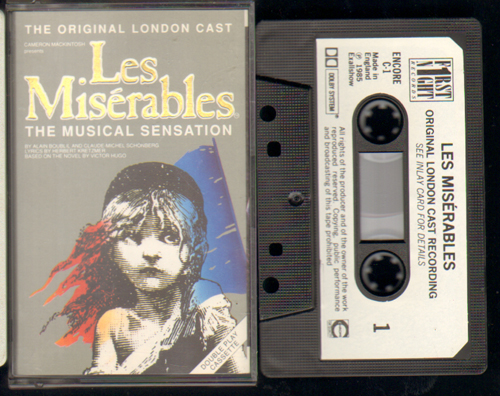 THE ORIGINAL LONDON CAST
CAMERON MACKINTOSH
presents
Les
Misérables
THE MUSICAL SENSATION
BY ALAIN BOUBLIL AND CLAUDE-MICHEL SCHÖNBERG
LYRICS BY HERBERT KRETZMER
BASED ON THE NOVEL BY VICTOR HUGO
DOUBLE PLAY
CASSETTE
FIRST
NIGHT
RECORDS
LES MISÉRABLES
ORIGINAL LONDON CAST RECORDING
SEE INLAY CARD FOR DETAILS
1
ENCORE
C-1
℗ 1985
Exallshow
Made in
England
DOLBY SYSTEM
All rights of the producer and of the owner of the work
reproduced reserved. Copying, public performance
and broadcasting of this tape prohibited